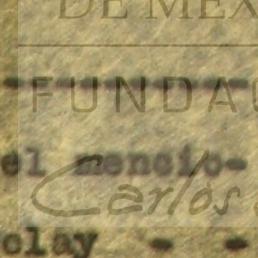 DE MEX
FUNDA
el mencio-
Carlos
clay - -